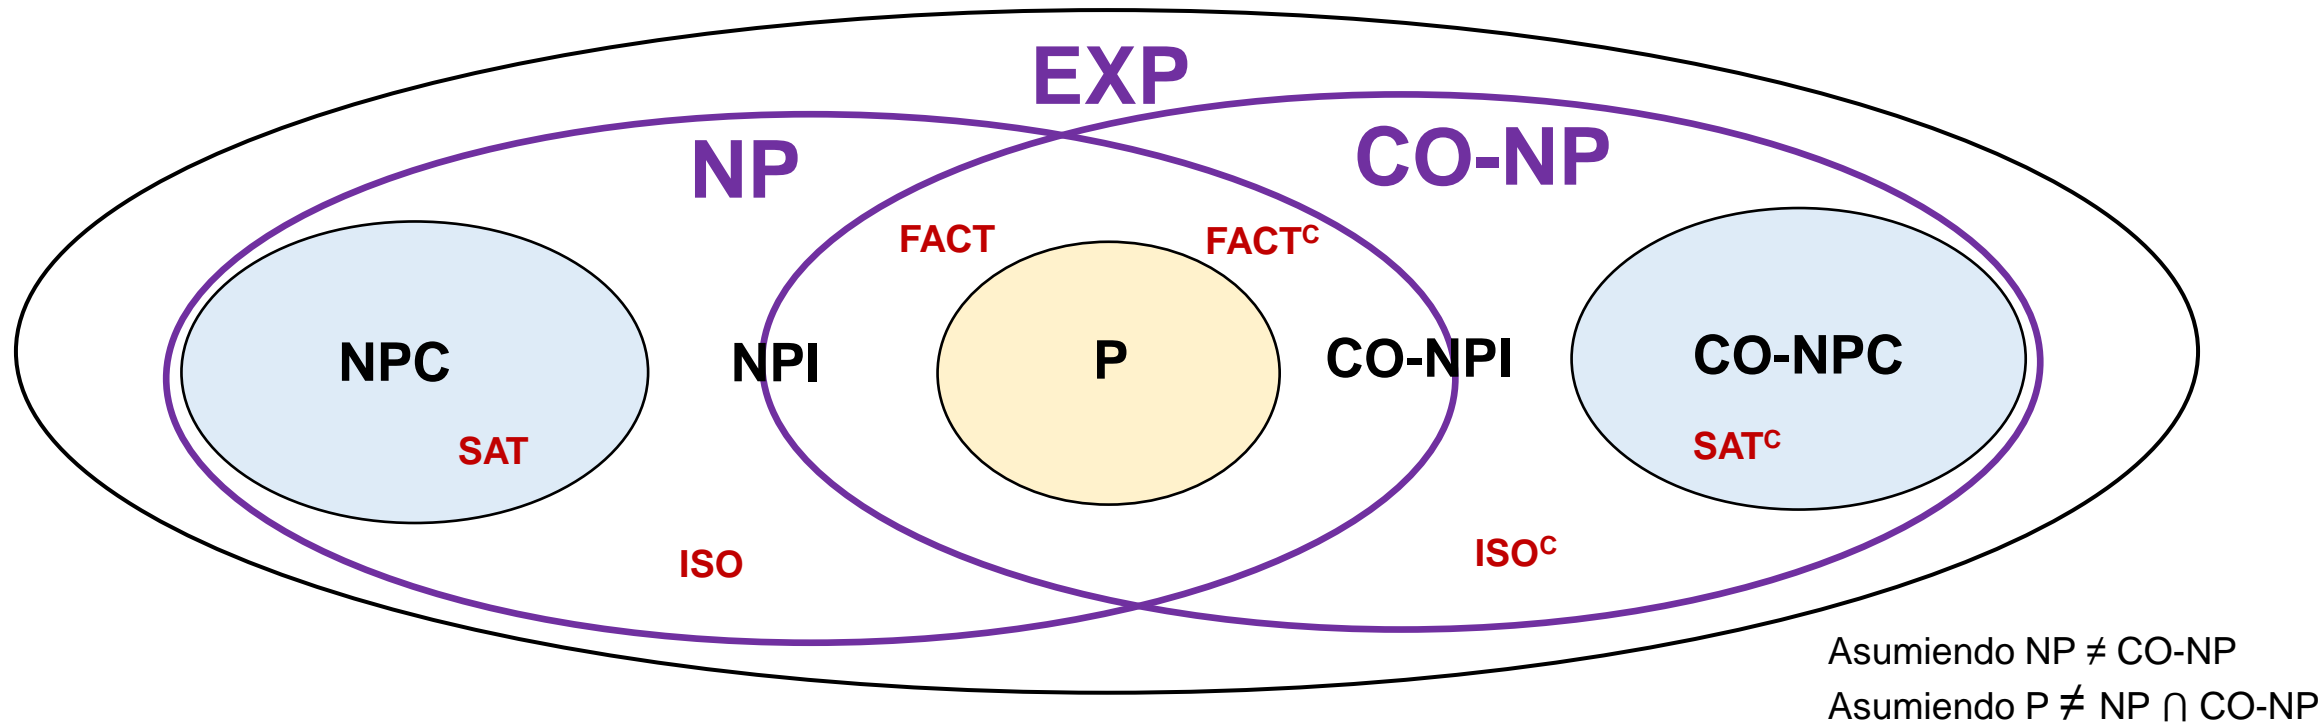 EXP
NP
CO-NP
FACT
FACTᶜ
NPC
NPI
P
CO-NPI
CO-NPC
SAT
SATᶜ
ISO
ISOᶜ
Asumiendo NP ≠ CO-NP
Asumiendo P ≠ NP ∩ CO-NP